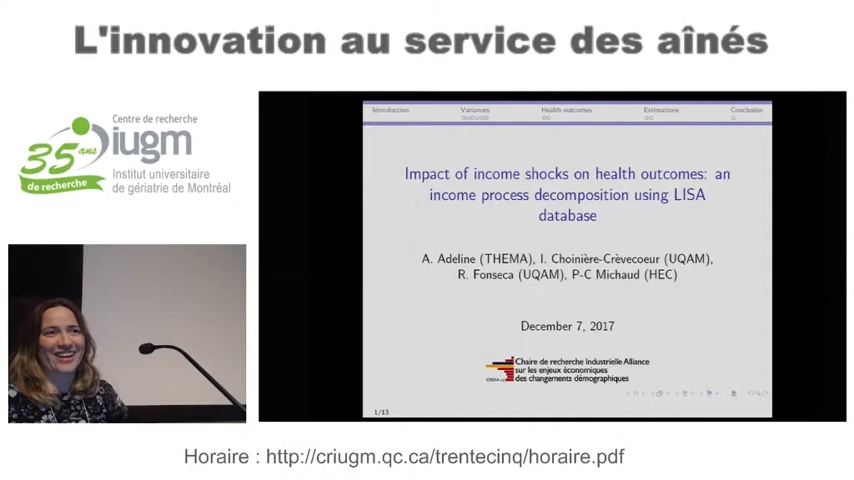 L'innovation au service des aînés
Centre de recherche
35 ans
de recherche
iugm
Institut universitaire
de gériatrie de Montréal
Introduction
Variances
Health outcomes
Estimations
Conclusion
Impact of income shocks on health outcomes: an
income process decomposition using LISA
database
A. Adeline (THEMA), I. Choinière-Crèvecoeur (UQAM),
R. Fonseca (UQAM), P-C Michaud (HEC)
December 7, 2017
Chaire de recherche Industrielle Alliance
sur les enjeux économiques
des changements démographiques
1/13
Horaire : http://criugm.qc.ca/trentecinq/horaire.pdf